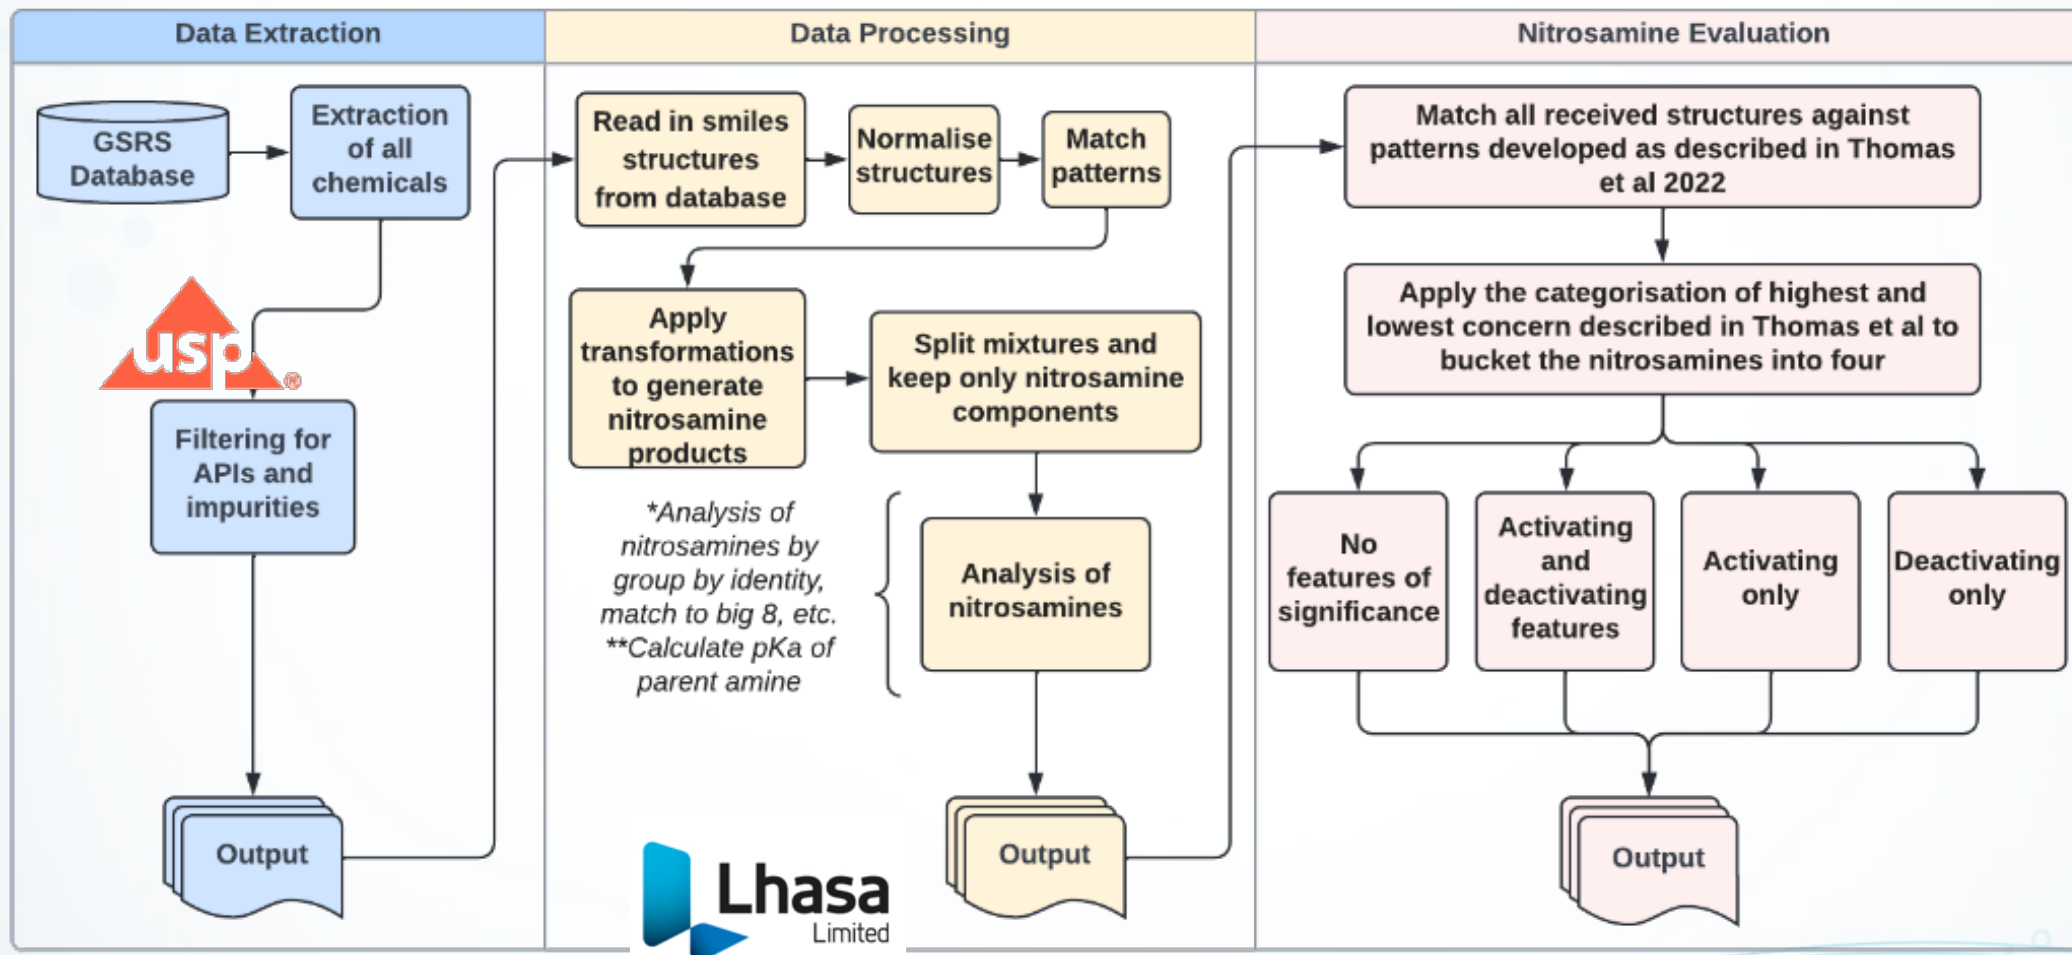 Data Extraction
Data Processing
Nitrosamine Evaluation
GSRS
Database
Extraction
of all
chemicals
usp®
Filtering for
APIs and
impurities
Output
Read in smiles
structures
from database
Normalise
structures
Match
patterns
Apply
transformations
to generate
nitrosamine
products
Split mixtures and
keep only nitrosamine
components
*Analysis of
nitrosamines by
group by identity,
match to big 8, etc.
**Calculate pKa of
parent amine
Analysis of
nitrosamines
Output
Lhasa
Limited
Match all received structures against
patterns developed as described in Thomas
et al 2022
Apply the categorisation of highest and
lowest concern described in Thomas et al to
bucket the nitrosamines into four
No
features of
significance
Activating
and
deactivating
features
Activating
only
Deactivating
only
Output